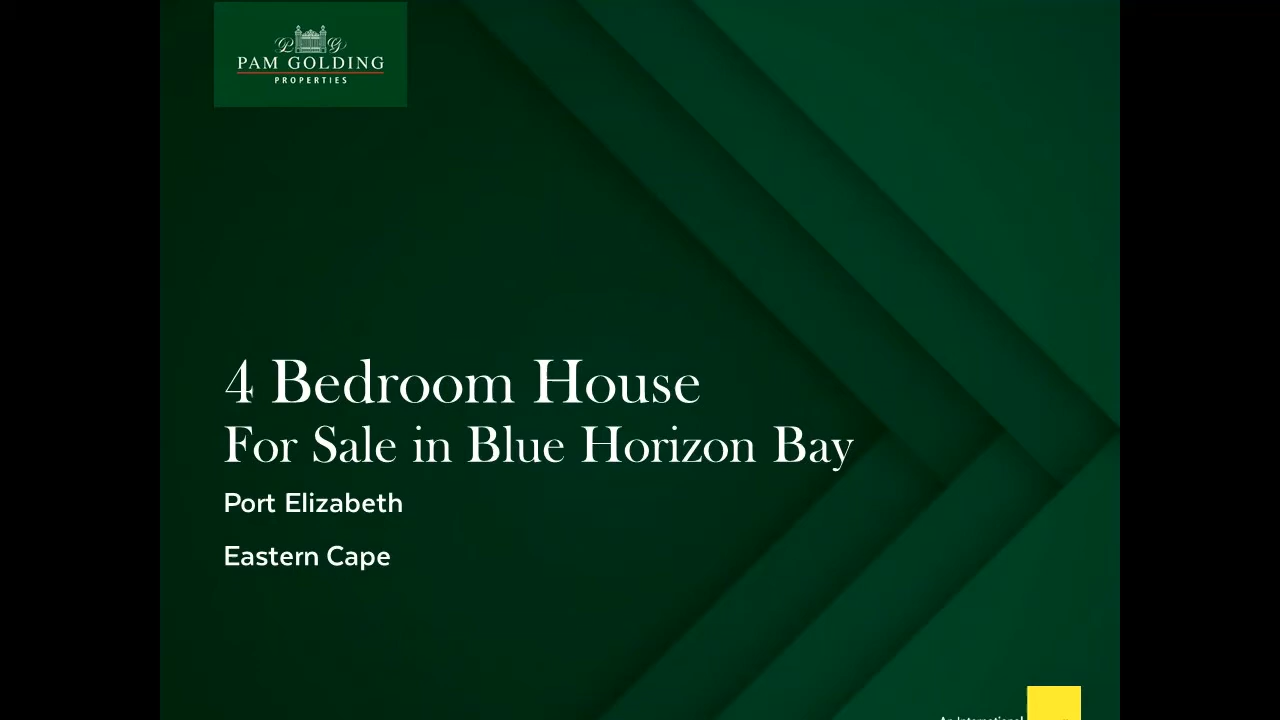 P G
PAM GOLDING
PROPERTIES
4 Bedroom House
For Sale in Blue Horizon Bay
Port Elizabeth
Eastern Cape